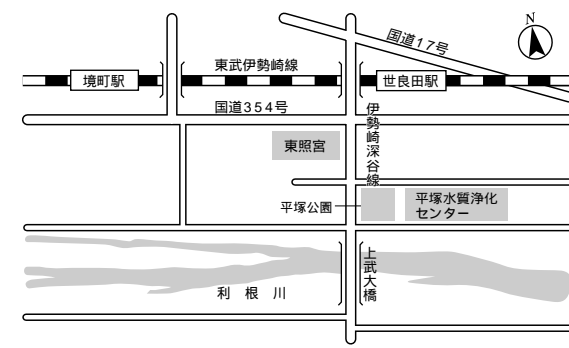 N
国道17号
東武伊勢崎線
境町駅
世良田駅
国道354号
伊勢崎深谷線
東照宮
平塚公園
平塚水質浄化
センター
上武大橋
利根川